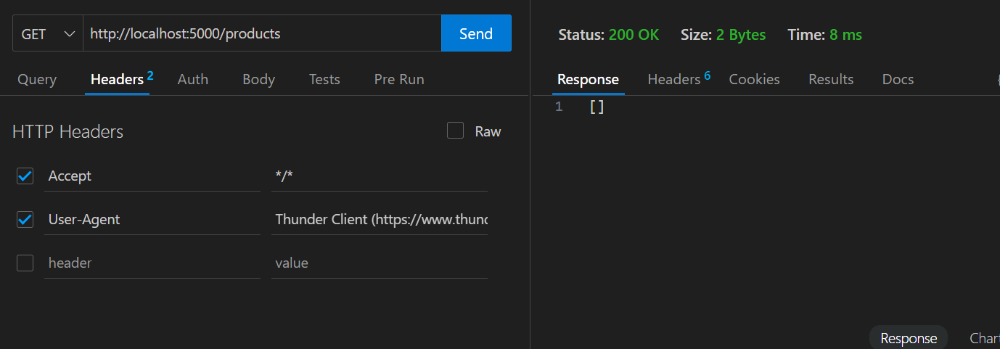 GET http://localhost:5000/products Send
Query Headers 2 Auth Body Tests Pre Run
HTTP Headers Raw
Accept */*
User-Agent Thunder Client (https://www.thun
header value
Status: 200 OK Size: 2 Bytes Time: 8 ms
Response Headers 6 Cookies Results Docs
1 []
Response Chart